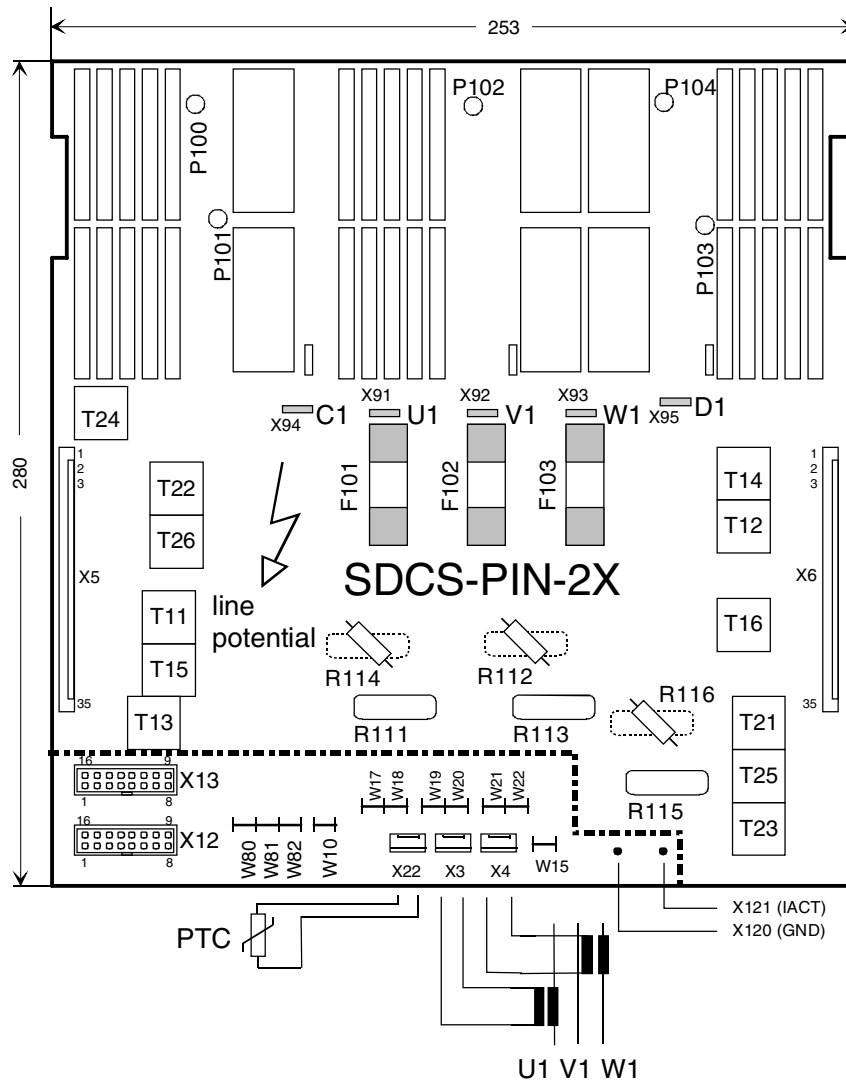 253
280
P100
P101
P102
P104
P103
T24
X94
C1
X91
U1
X92
V1
X93
W1
X95
D1
F101
F102
F103
1
2
3
X5
35
T22
T26
T11
T15
T13
line
potential
SDCS-PIN-2X
T14
T12
T16
1
2
3
X6
35
R114
R112
R116
R111
R113
R115
T21
T25
T23
16
9
X13
1
8
16
9
X12
1
8
W80
W81
W82
W10
W17
W18
W19
W20
W21
W22
X22
X3
X4
W15
X121 (IACT)
X120 (GND)
PTC
U1 V1 W1